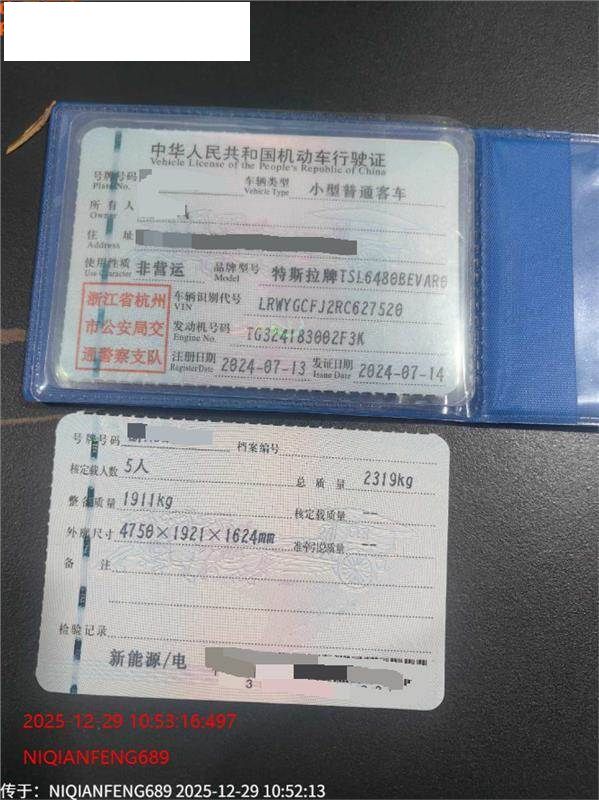 中华人民共和国机动车行驶证
Vehicle License of the People's Republic of China
号牌号码
Plate No.
车辆类型 小型普通客车
Vehicle Type
所有人
Owner
住址
Address
使用性质 非营运
Use Character
品牌型号 特斯拉牌TSL6480BEVAR0
Model
浙江省杭州
市公安局交
通警察支队
车辆识别代号 LRWYGCFJ2RC627520
VIN
发动机号码 TG324183002F3K
Engine No.
注册日期 2024-07-13
Register Date
发证日期 2024-07-14
Issue Date
号牌号码
档案编号
核定载人数 5人
总质量 2319kg
整备质量 1911kg
核定载质量 --
外廓尺寸 4750×1921×1624mm
准牵引总质量 --
备注
检验记录
新能源/电
3
2025-12-29 10:53:16:497
NIQIANFENG689
传于：NIQIANFENG689 2025-12-29 10:52:13